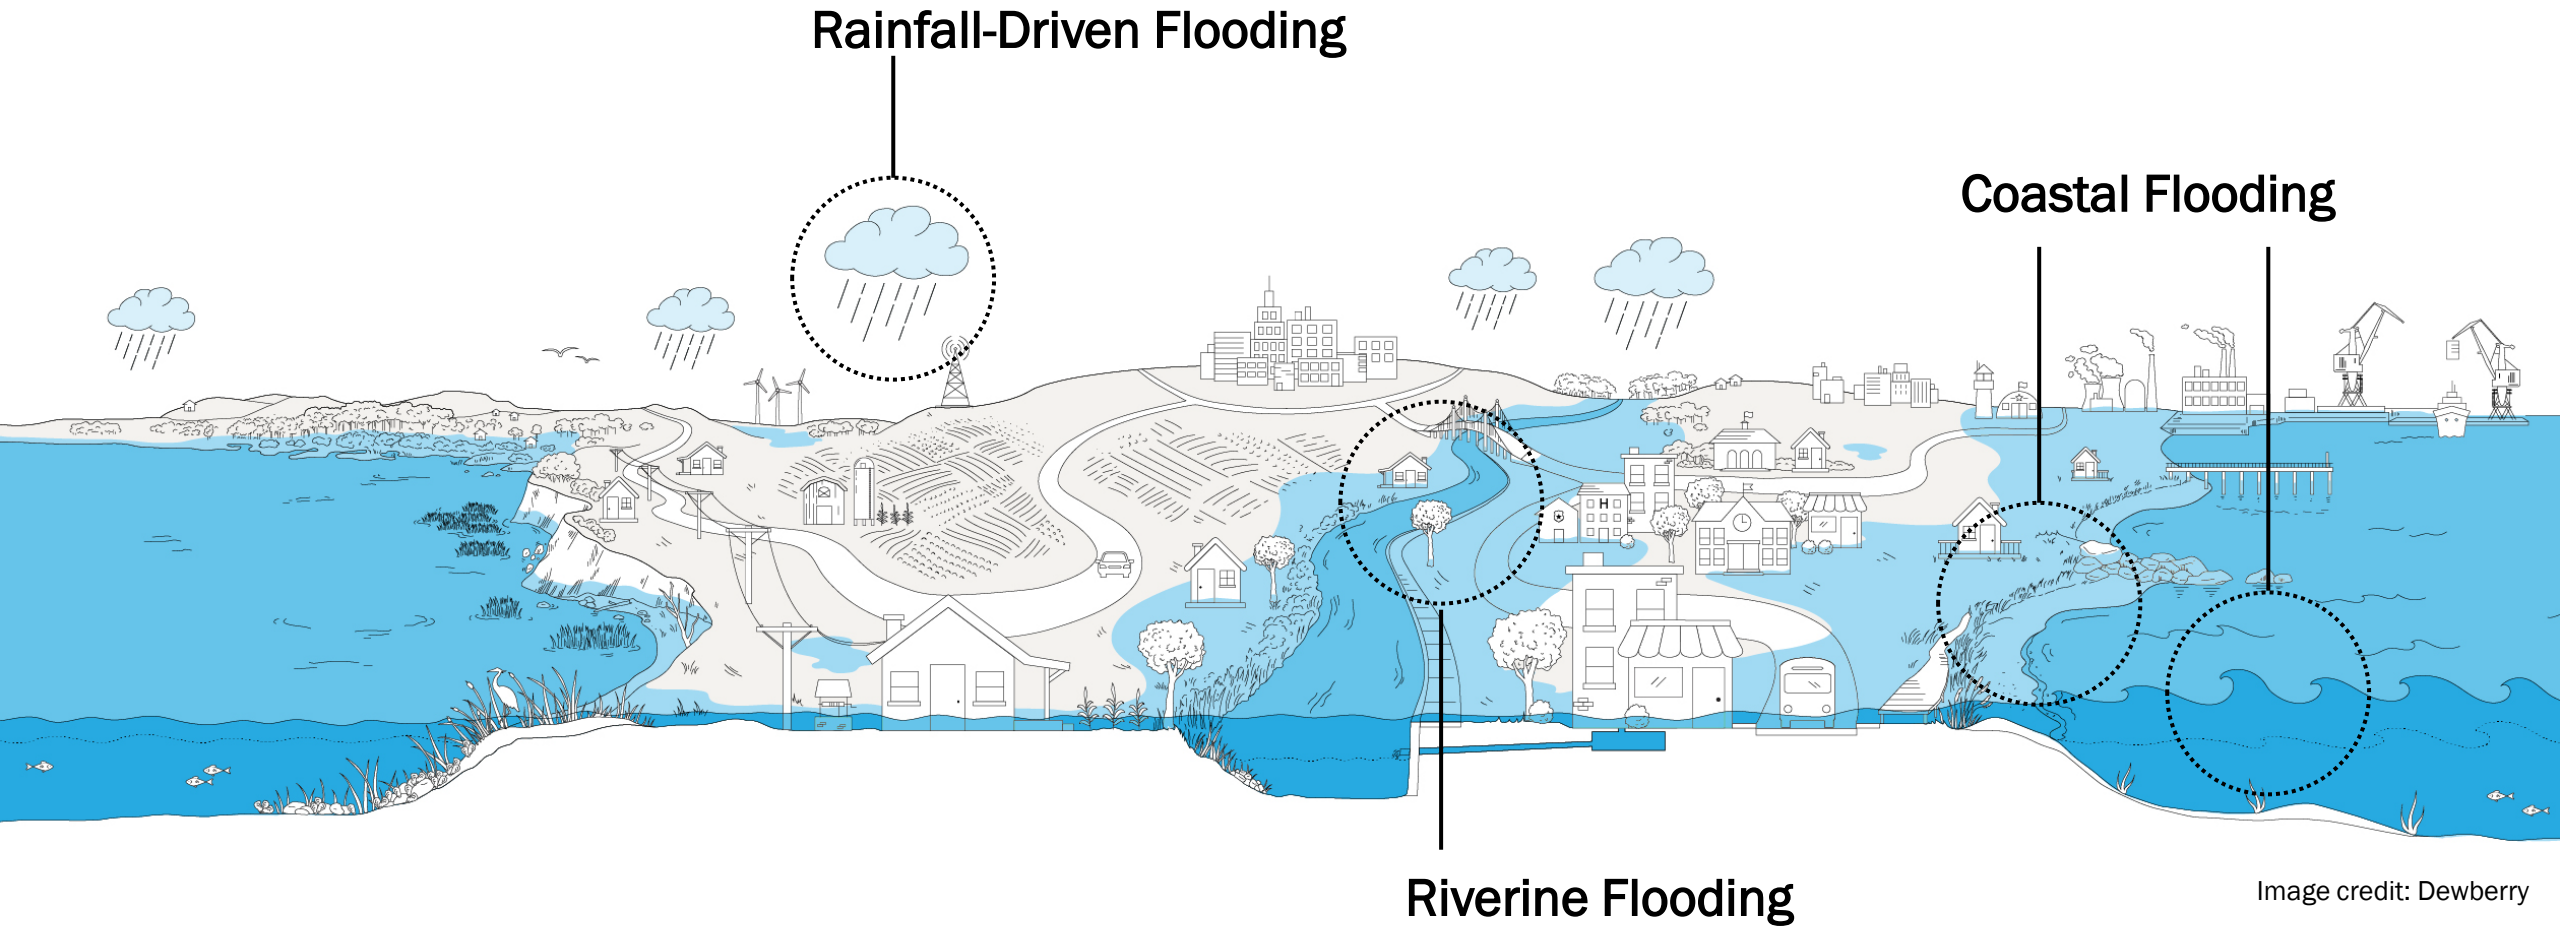 Rainfall-Driven Flooding
Coastal Flooding
H
Riverine Flooding
Image credit: Dewberry